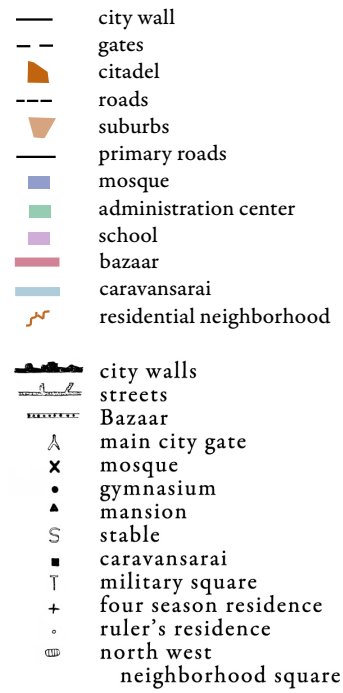 city wall
gates
citadel
roads
suburbs
primary roads
mosque
administration center
school
bazaar
caravansarai
residential neighborhood
city walls
streets
Bazaar
main city gate
mosque
gymnasium
mansion
stable
caravansarai
military square
four season residence
ruler's residence
north west
neighborhood square